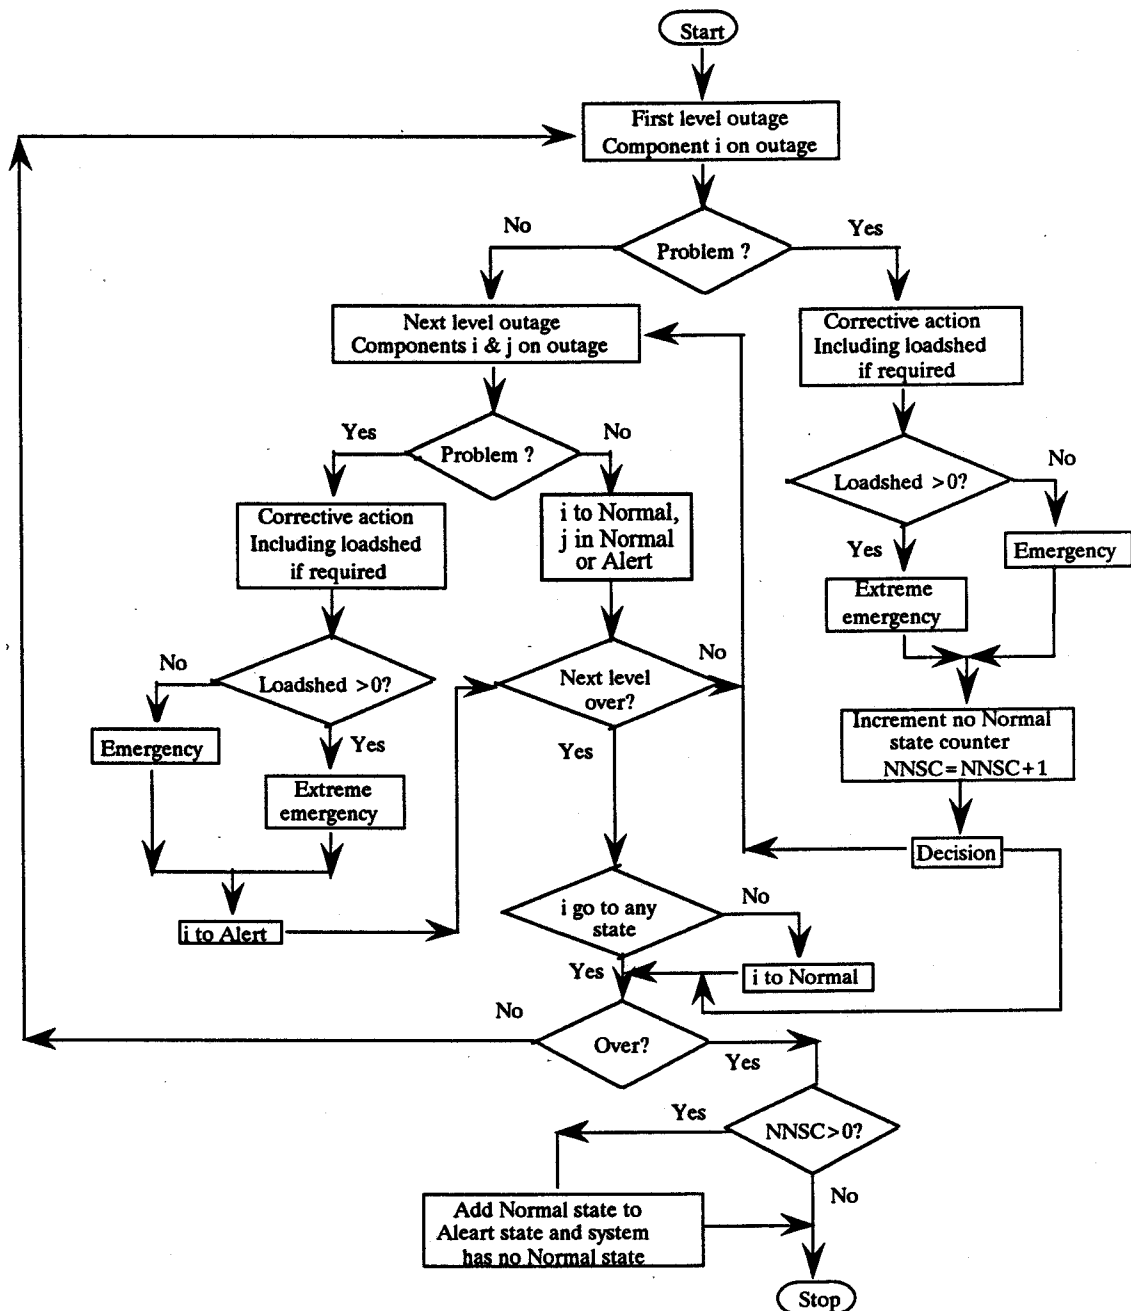 Start
First level outage
Component i on outage
No
Yes
Problem ?
Next level outage
Components i & j on outage
Corrective action
Including loadshed
if required
Yes
No
Problem ?
Loadshed >0?
No
Corrective action
Including loadshed
if required
i to Normal,
j in Normal
or Alert
Yes
Emergency
Extreme
emergency
No
Loadshed >0?
Next level
over?
No
Emergency
Yes
Yes
Increment no Normal
state counter
NNSC=NNSC+1
Extreme
emergency
Decision
i go to any
state
No
i to Alert
Yes
i to Normal
No
Over?
Yes
Yes
NNSC>0?
No
Add Normal state to
Aleart state and system
has no Normal state
Stop